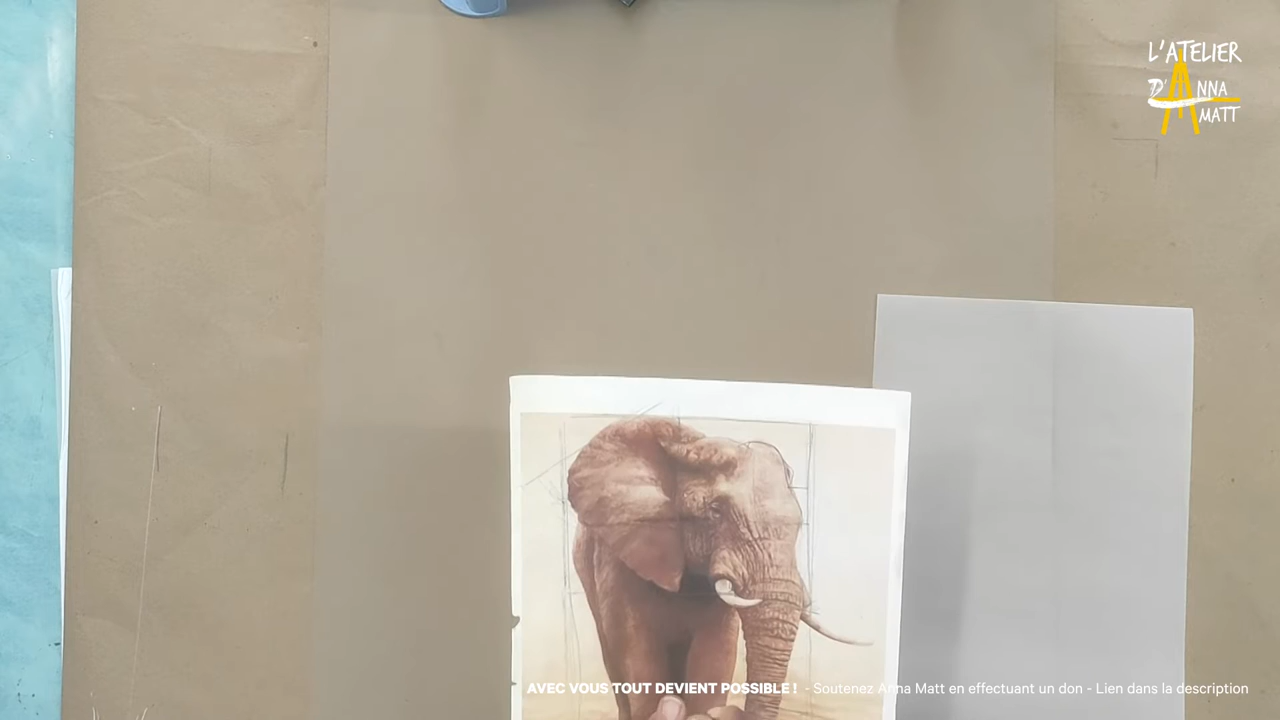 L'ATELIER
D'ANNA
MATT
AVEC VOUS TOUT DEVIENT POSSIBLE ! - Soutenez Anna Matt en effectuant un don - Lien dans la description